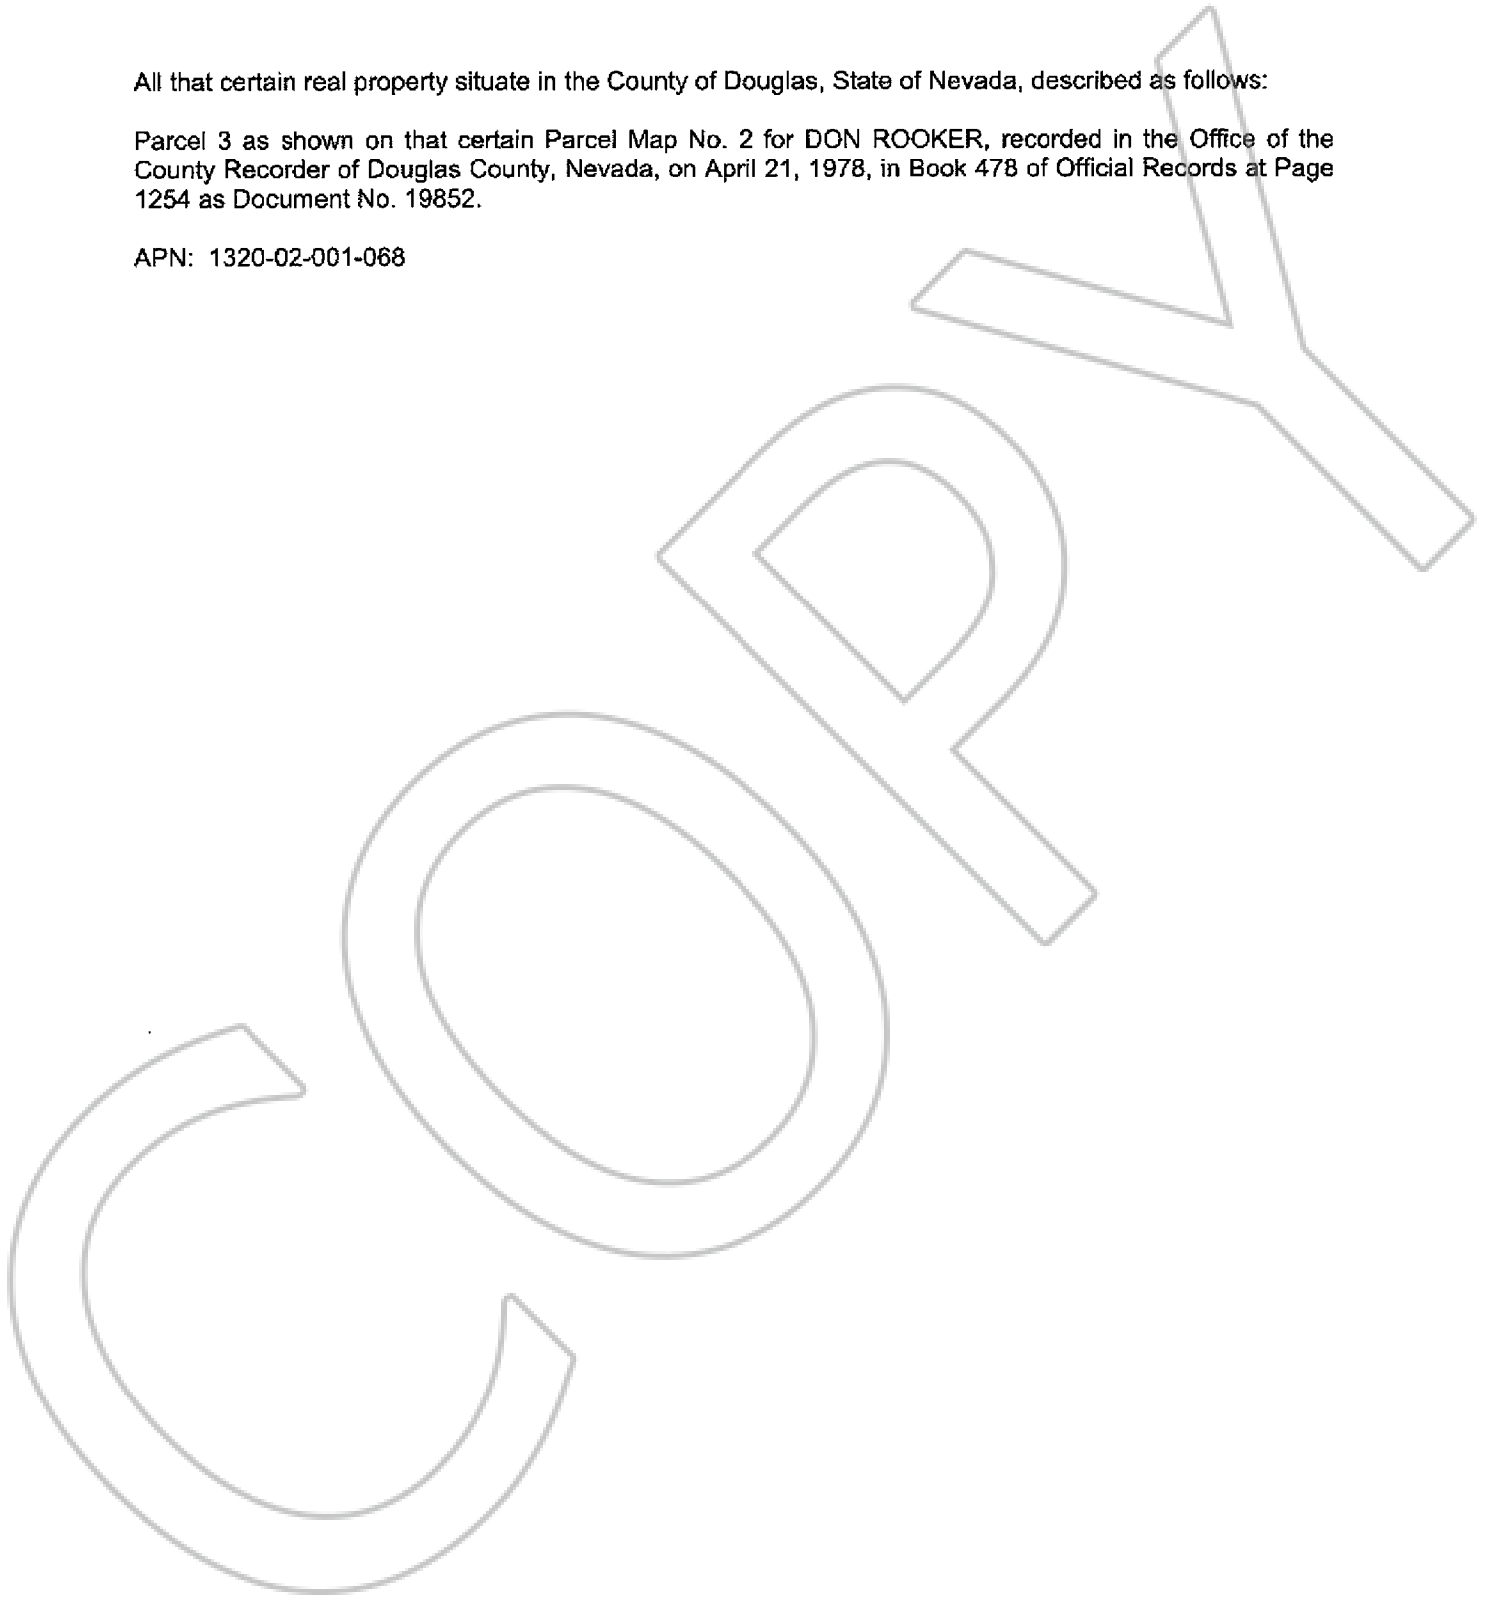 All that certain real property situate in the County of Douglas, State of Nevada, described as follows:
Parcel 3 as shown on that certain Parcel Map No. 2 for DON ROOKER, recorded in the Office of the
County Recorder of Douglas County, Nevada, on April 21, 1978, in Book 478 of Official Records at Page
1254 as Document No. 19852.
APN: 1320-02-001-068
COPY